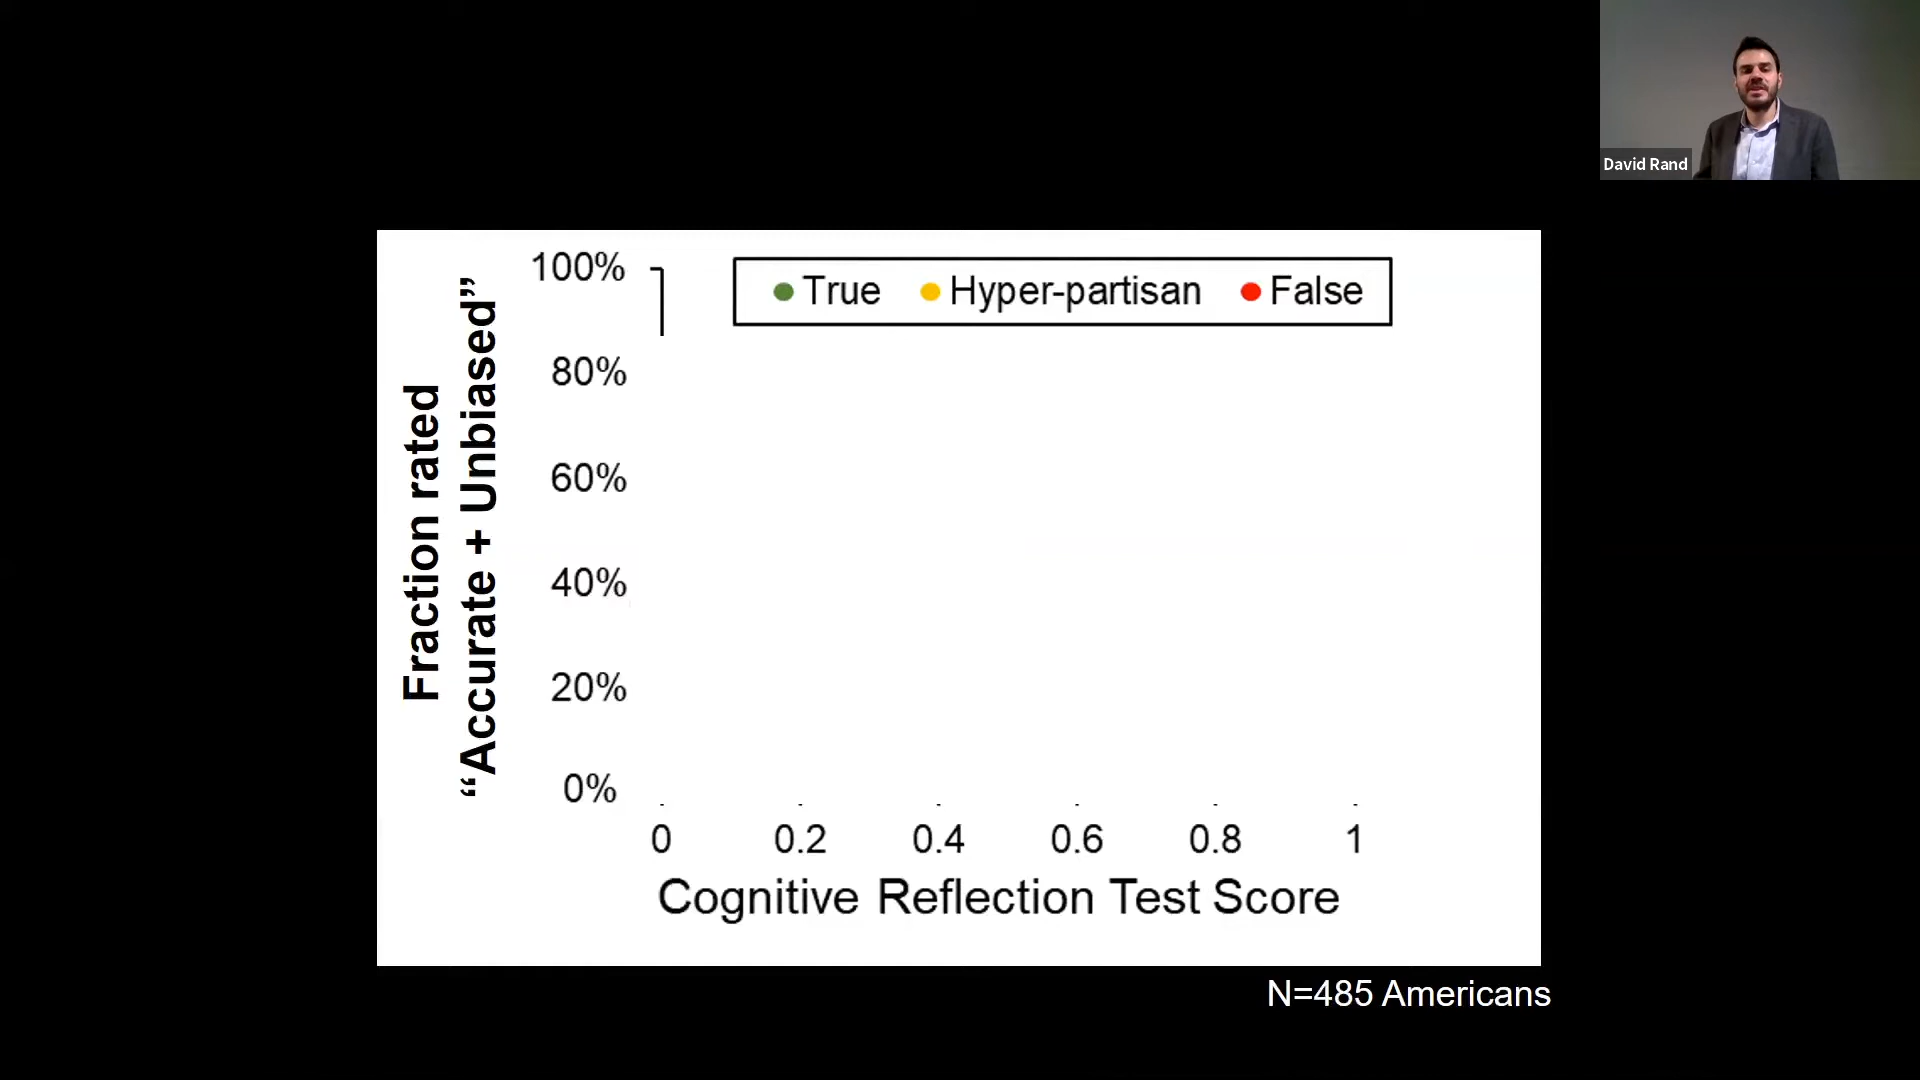 David Rand
100%
True Hyper-partisan False
80%
60%
40%
20%
0%
Fraction rated
“Accurate + Unbiased”
0 0.2 0.4 0.6 0.8 1
Cognitive Reflection Test Score
N=485 Americans